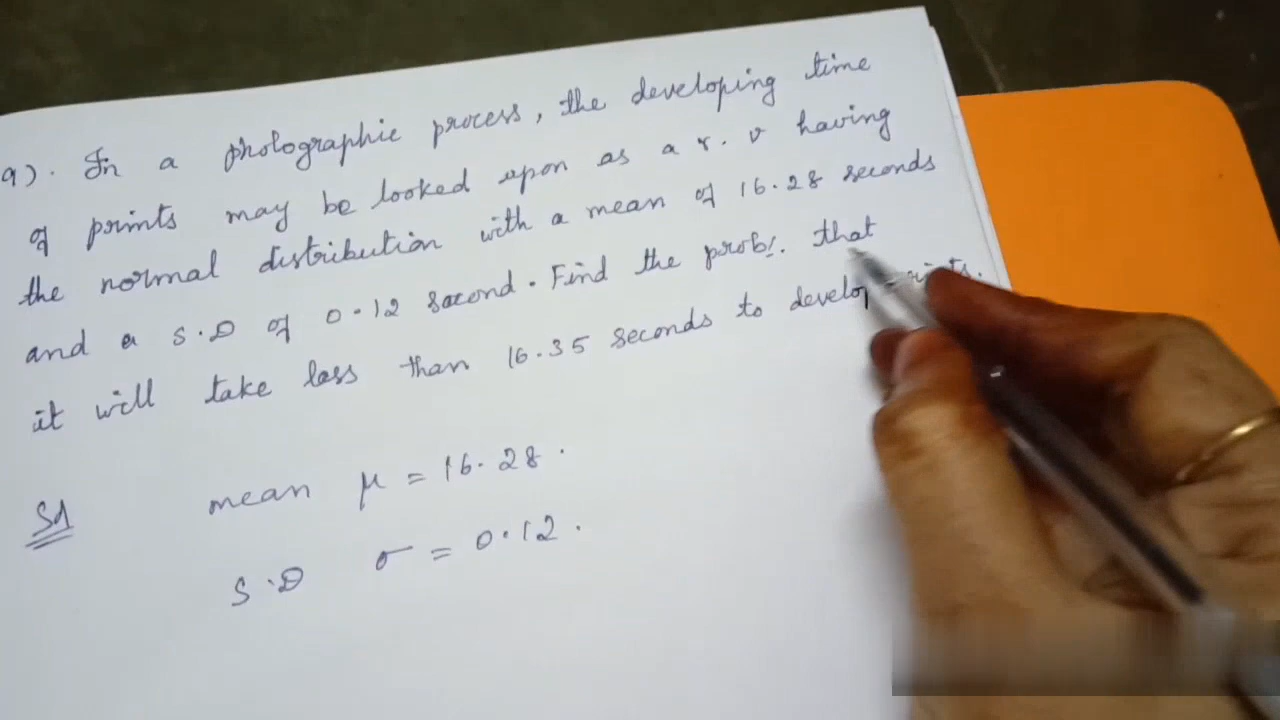 9). In a photographic process, the developing time
of prints may be looked upon as a r. v having
the normal distribution with a mean of 16.28 seconds
and a S.D of 0.12 second. Find the prob!. that
it will take less than 16.35 seconds to develop prints.
Sol mean μ = 16.28.
S.D σ = 0.12.